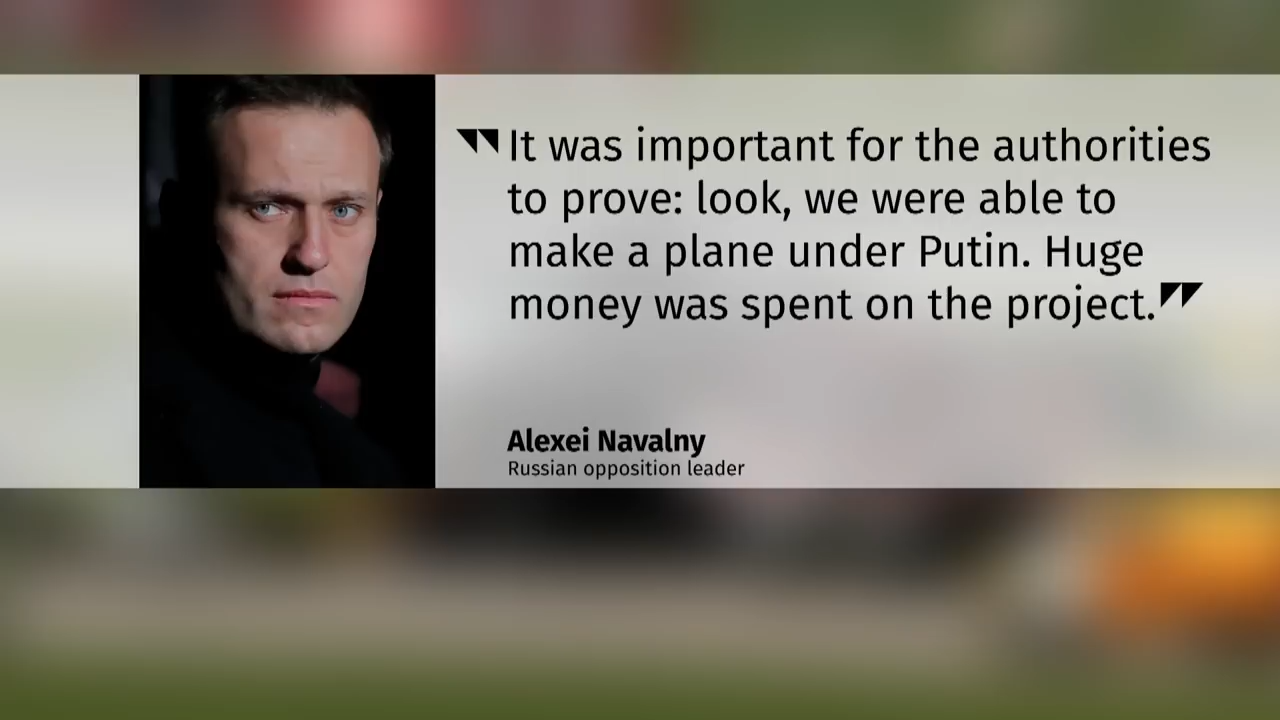 "It was important for the authorities
to prove: look, we were able to
make a plane under Putin. Huge
money was spent on the project."
Alexei Navalny
Russian opposition leader